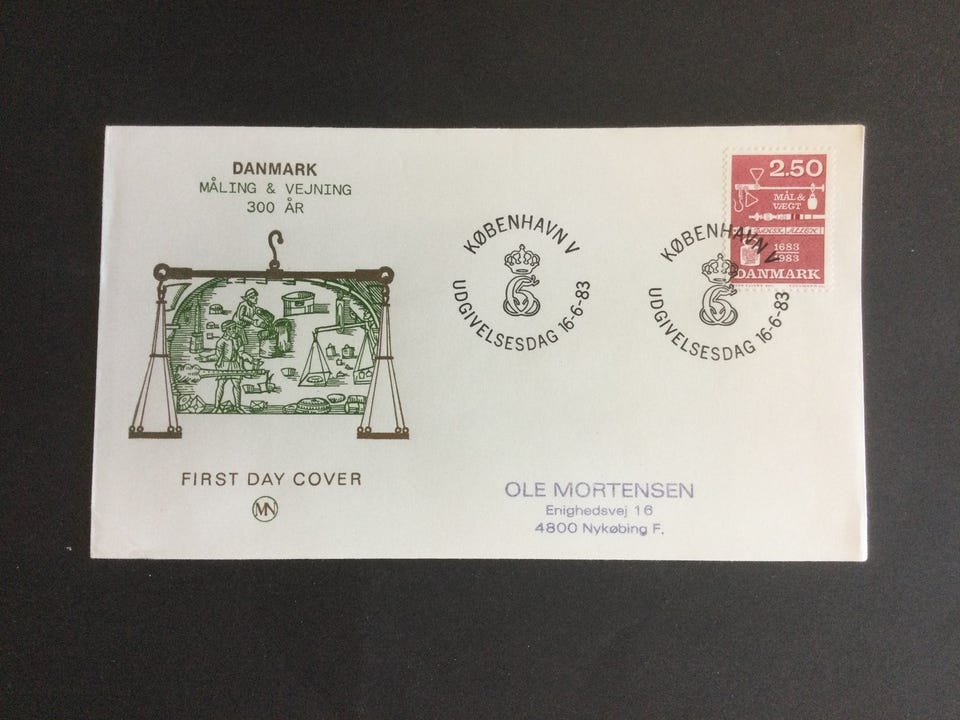 DANMARK
MÅLING & VEJNING
300 ÅR
FIRST DAY COVER
MN
KØBENHAVN V
UDGIVELSESDAG 16-6-83
KØBENHAVN V
UDGIVELSESDAG 16-6-83
2.50
MÅL &
VÆGT
1683
1983
DANMARK
OLE MORTENSEN
Enighedsvej 16
4800 Nykøbing F.